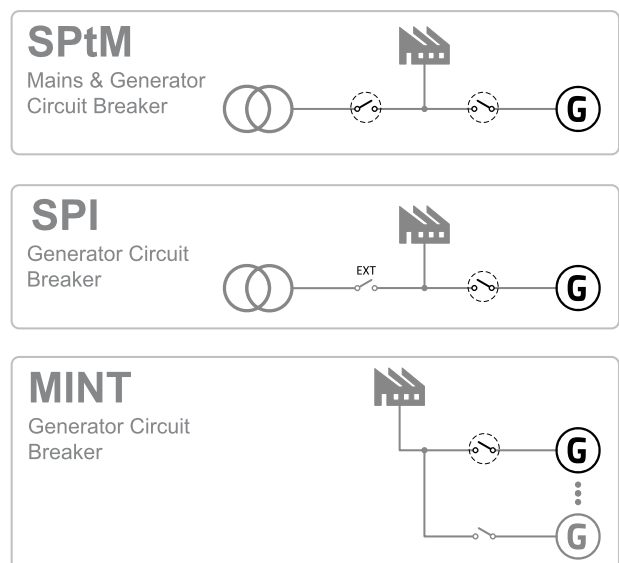 SPtM
Mains & Generator
Circuit Breaker
G
SPI
Generator Circuit
Breaker
EXT
G
MINT
Generator Circuit
Breaker
G
G